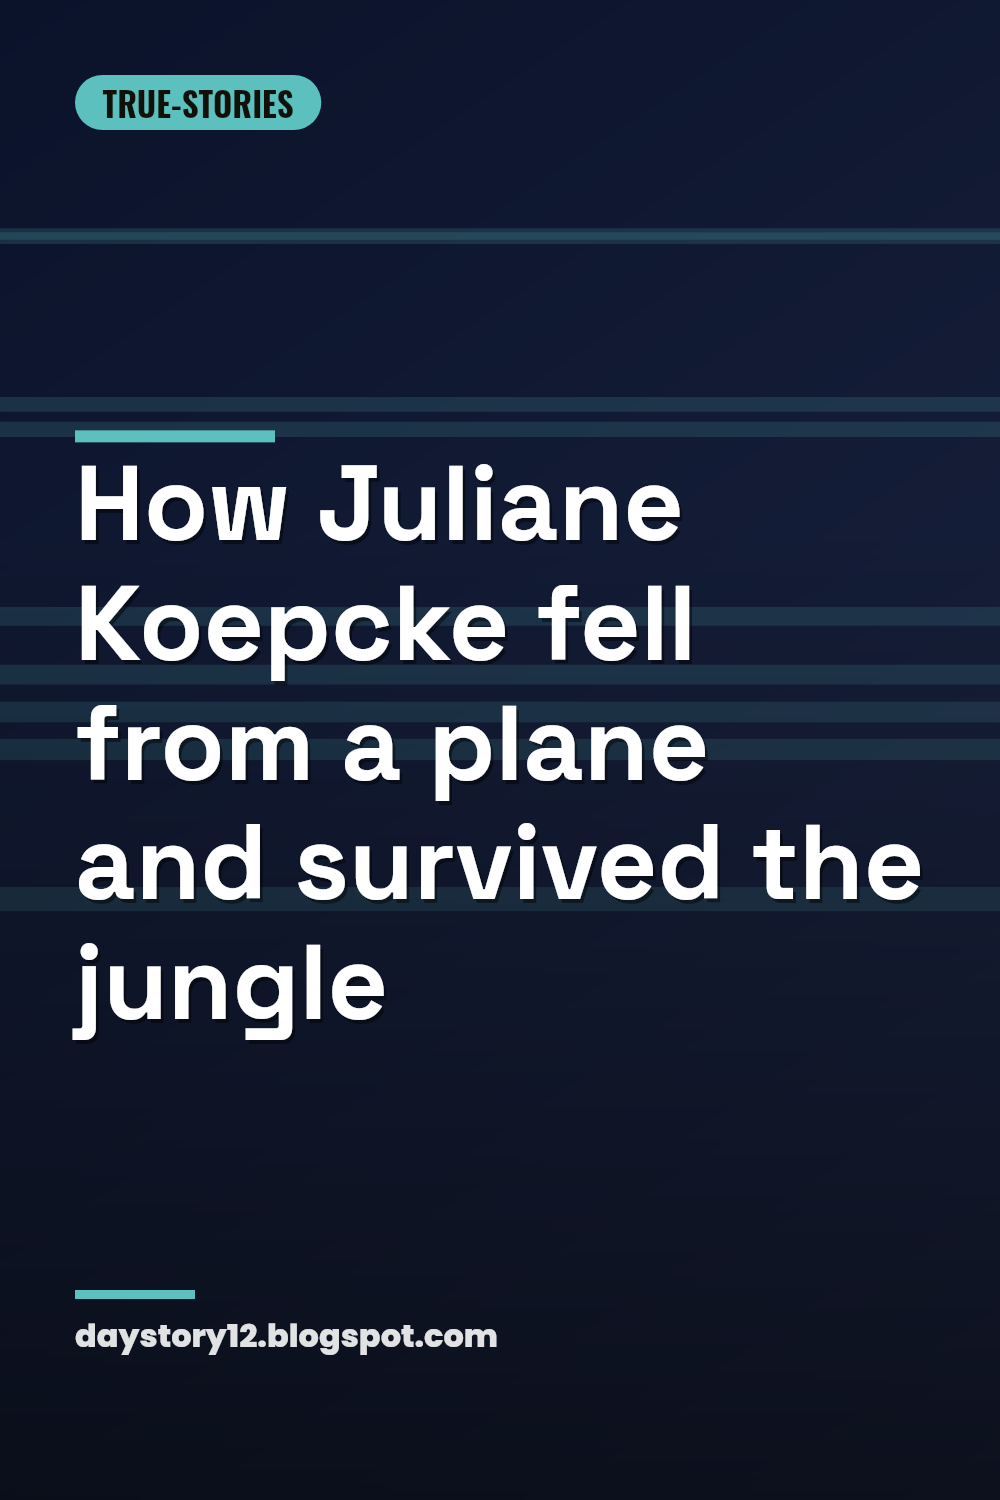 TRUE-STORIES
How Juliane
Koepcke fell
from a plane
and survived the
jungle
daystory12.blogspot.com